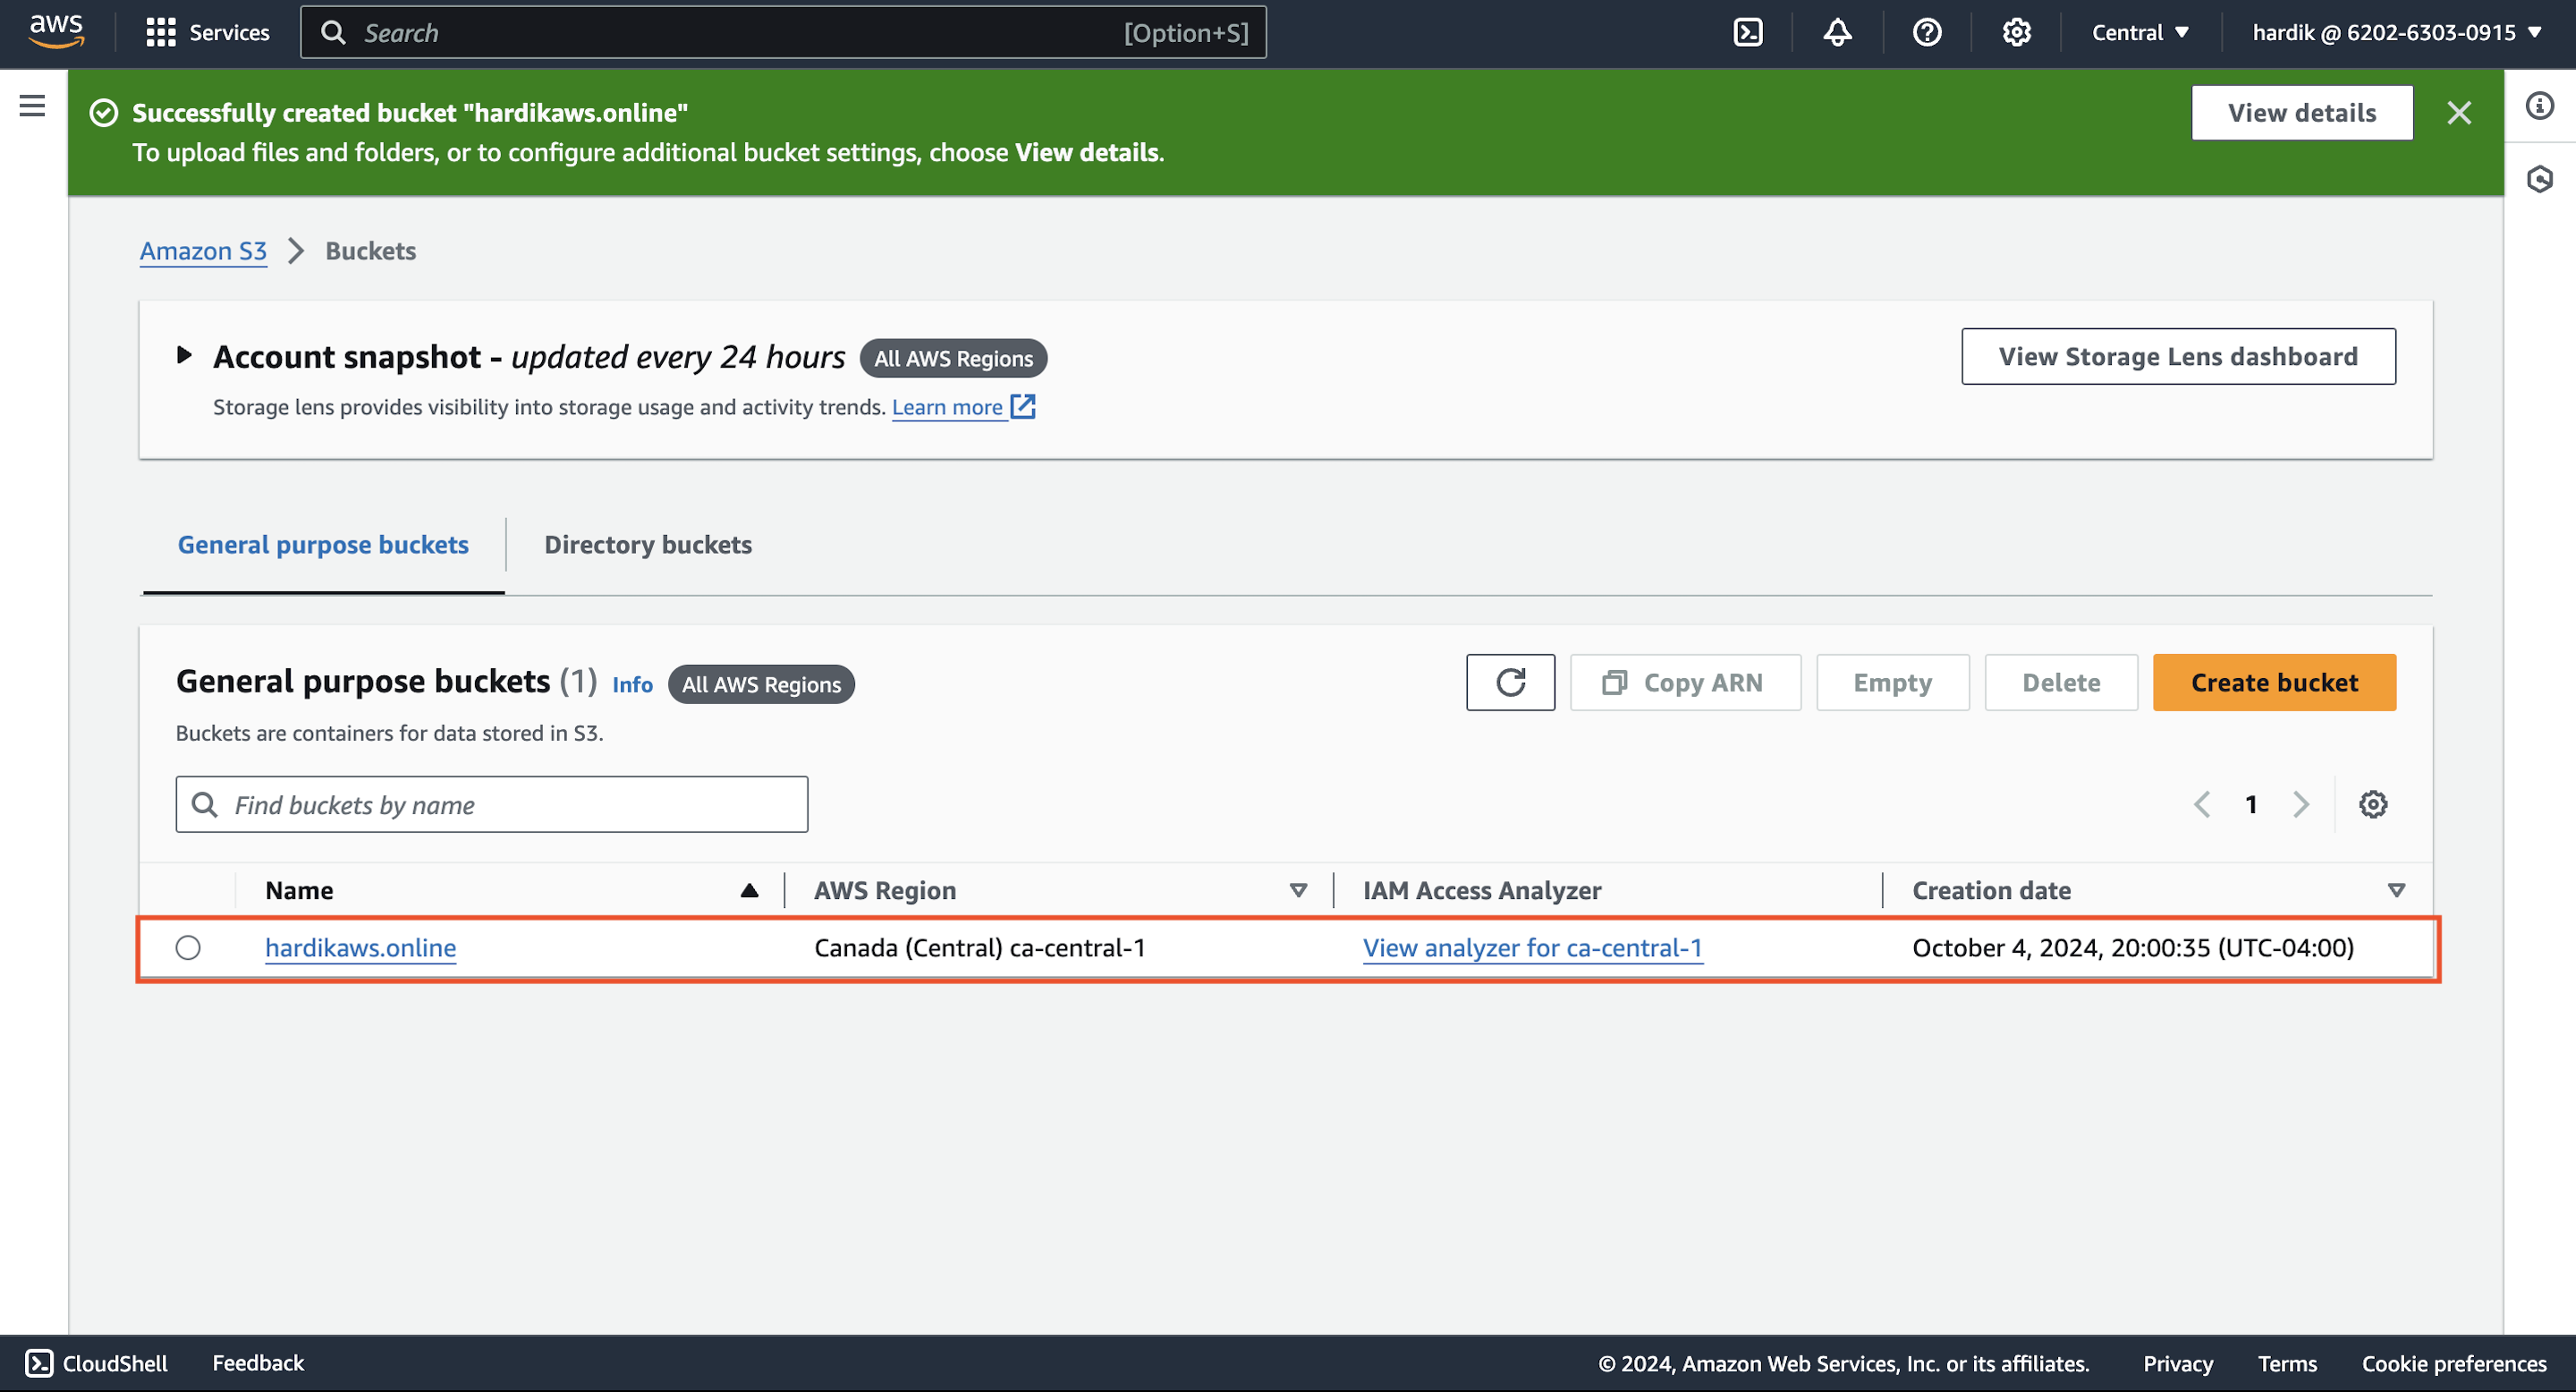 aws
Services
Search
[Option+S]
Central
hardik @ 6202-6303-0915
Successfully created bucket "hardikaws.online"
To upload files and folders, or to configure additional bucket settings, choose View details.
View details
Amazon S3
Buckets
Account snapshot - updated every 24 hours
All AWS Regions
Storage lens provides visibility into storage usage and activity trends. Learn more
View Storage Lens dashboard
General purpose buckets
Directory buckets
General purpose buckets (1)
Info
All AWS Regions
Copy ARN
Empty
Delete
Create bucket
Buckets are containers for data stored in S3.
Find buckets by name
1
Name
AWS Region
IAM Access Analyzer
Creation date
hardikaws.online
Canada (Central) ca-central-1
View analyzer for ca-central-1
October 4, 2024, 20:00:35 (UTC-04:00)
CloudShell
Feedback
© 2024, Amazon Web Services, Inc. or its affiliates.
Privacy
Terms
Cookie preferences